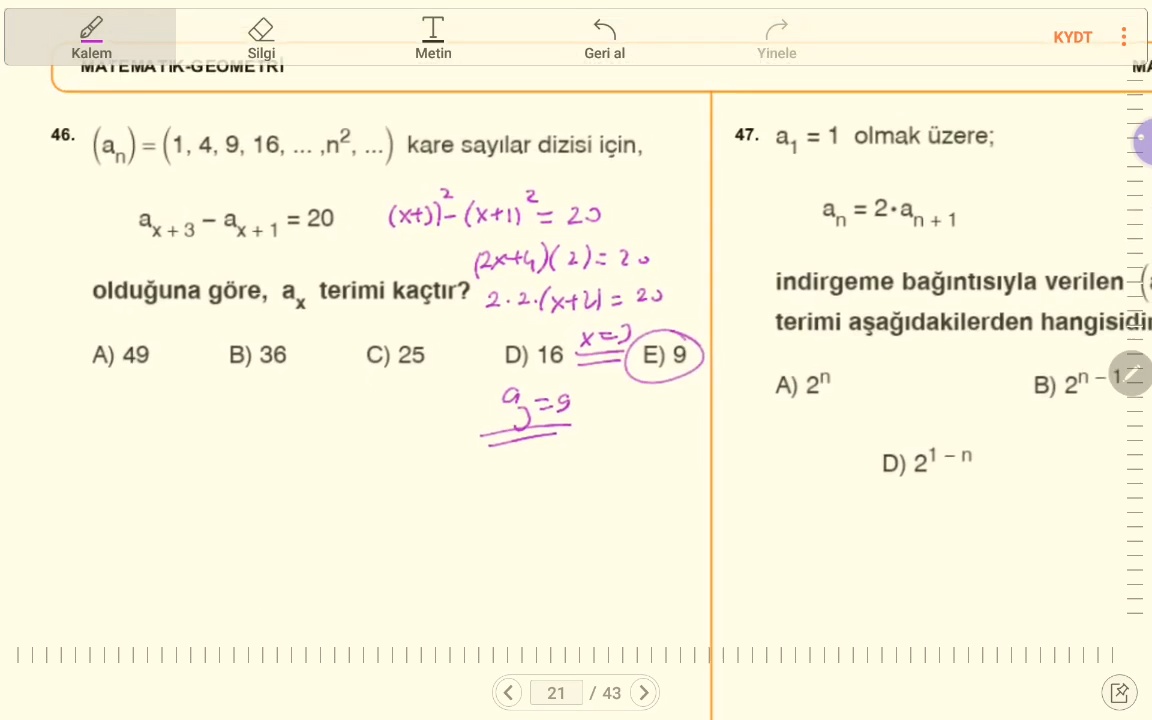 Kalem
Silgi
Metin
Geri al
Yinele
KYDT
MATEMATİK-GEOMETRİ
46. (aₙ) = (1, 4, 9, 16, ... ,n², ...) kare sayılar dizisi için,
aₓ₊₃ − aₓ₊₁ = 20
(x+3)² - (x+1)² = 20
(2x+4)(2) = 20
olduğuna göre, aₓ terimi kaçtır?
2.2.(x+2) = 20
x=3
A) 49 B) 36 C) 25 D) 16 E) 9
a₃ = 9
47. a₁ = 1 olmak üzere;
aₙ = 2·aₙ₊₁
indirgeme bağıntısıyla verilen
terimi aşağıdakilerden
A) 2ⁿ B) 2ⁿ⁻¹
D) 2¹⁻ⁿ
21 / 43